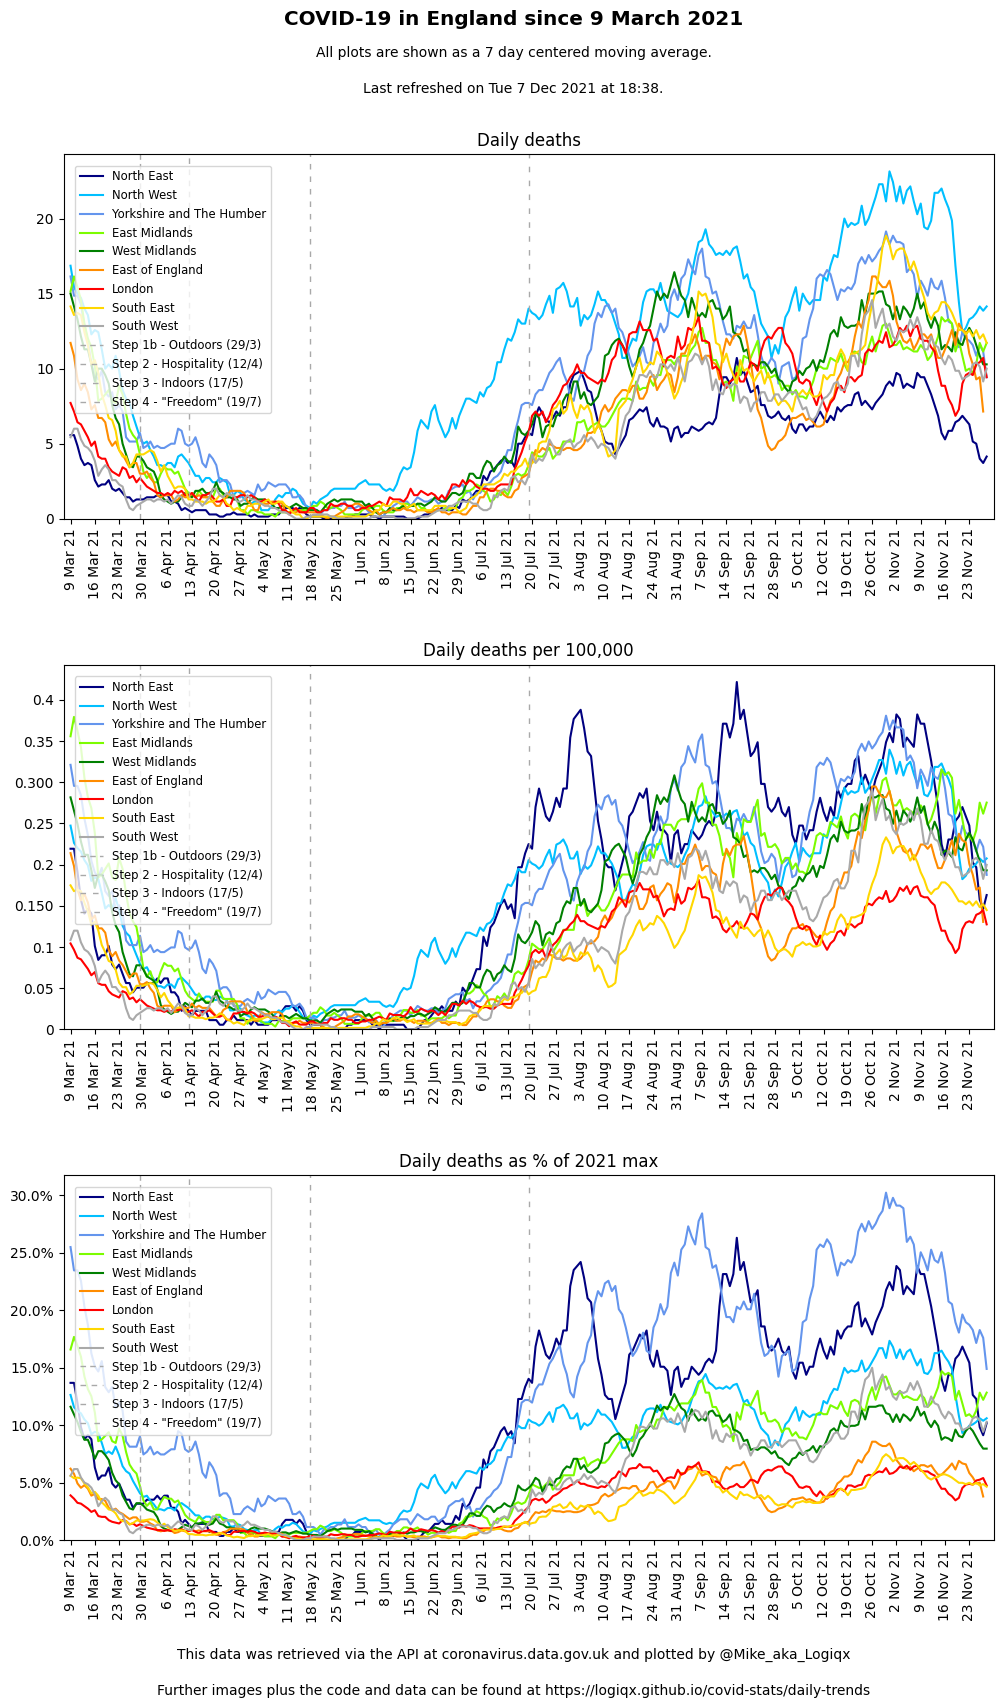 COVID-19 in England since 9 March 2021
All plots are shown as a 7 day centered moving average.
Last refreshed on Tue 7 Dec 2021 at 18:38.
Daily deaths
North East
North West
Yorkshire and The Humber
East Midlands
West Midlands
East of England
London
South East
South West
Step 1b - Outdoors (29/3)
Step 2 - Hospitality (12/4)
Step 3 - Indoors (17/5)
Step 4 - "Freedom" (19/7)
20
15
10
5
0
9 Mar 21
16 Mar 21
23 Mar 21
30 Mar 21
6 Apr 21
13 Apr 21
20 Apr 21
27 Apr 21
4 May 21
11 May 21
18 May 21
25 May 21
1 Jun 21
8 Jun 21
15 Jun 21
22 Jun 21
29 Jun 21
6 Jul 21
13 Jul 21
20 Jul 21
27 Jul 21
3 Aug 21
10 Aug 21
17 Aug 21
24 Aug 21
31 Aug 21
7 Sep 21
14 Sep 21
21 Sep 21
28 Sep 21
5 Oct 21
12 Oct 21
19 Oct 21
26 Oct 21
2 Nov 21
9 Nov 21
16 Nov 21
23 Nov 21
Daily deaths per 100,000
North East
North West
Yorkshire and The Humber
East Midlands
West Midlands
East of England
London
South East
South West
Step 1b - Outdoors (29/3)
Step 2 - Hospitality (12/4)
Step 3 - Indoors (17/5)
Step 4 - "Freedom" (19/7)
0.4
0.35
0.300
0.25
0.2
0.150
0.1
0.05
0
9 Mar 21
16 Mar 21
23 Mar 21
30 Mar 21
6 Apr 21
13 Apr 21
20 Apr 21
27 Apr 21
4 May 21
11 May 21
18 May 21
25 May 21
1 Jun 21
8 Jun 21
15 Jun 21
22 Jun 21
29 Jun 21
6 Jul 21
13 Jul 21
20 Jul 21
27 Jul 21
3 Aug 21
10 Aug 21
17 Aug 21
24 Aug 21
31 Aug 21
7 Sep 21
14 Sep 21
21 Sep 21
28 Sep 21
5 Oct 21
12 Oct 21
19 Oct 21
26 Oct 21
2 Nov 21
9 Nov 21
16 Nov 21
23 Nov 21
Daily deaths as % of 2021 max
North East
North West
Yorkshire and The Humber
East Midlands
West Midlands
East of England
London
South East
South West
Step 1b - Outdoors (29/3)
Step 2 - Hospitality (12/4)
Step 3 - Indoors (17/5)
Step 4 - "Freedom" (19/7)
30.0%
25.0%
20.0%
15.0%
10.0%
5.0%
0.0%
9 Mar 21
16 Mar 21
23 Mar 21
30 Mar 21
6 Apr 21
13 Apr 21
20 Apr 21
27 Apr 21
4 May 21
11 May 21
18 May 21
25 May 21
1 Jun 21
8 Jun 21
15 Jun 21
22 Jun 21
29 Jun 21
6 Jul 21
13 Jul 21
20 Jul 21
27 Jul 21
3 Aug 21
10 Aug 21
17 Aug 21
24 Aug 21
31 Aug 21
7 Sep 21
14 Sep 21
21 Sep 21
28 Sep 21
5 Oct 21
12 Oct 21
19 Oct 21
26 Oct 21
2 Nov 21
9 Nov 21
16 Nov 21
23 Nov 21
This data was retrieved via the API at coronavirus.data.gov.uk and plotted by @Mike_aka_Logiqx
Further images plus the code and data can be found at https://logiqx.github.io/covid-stats/daily-trends